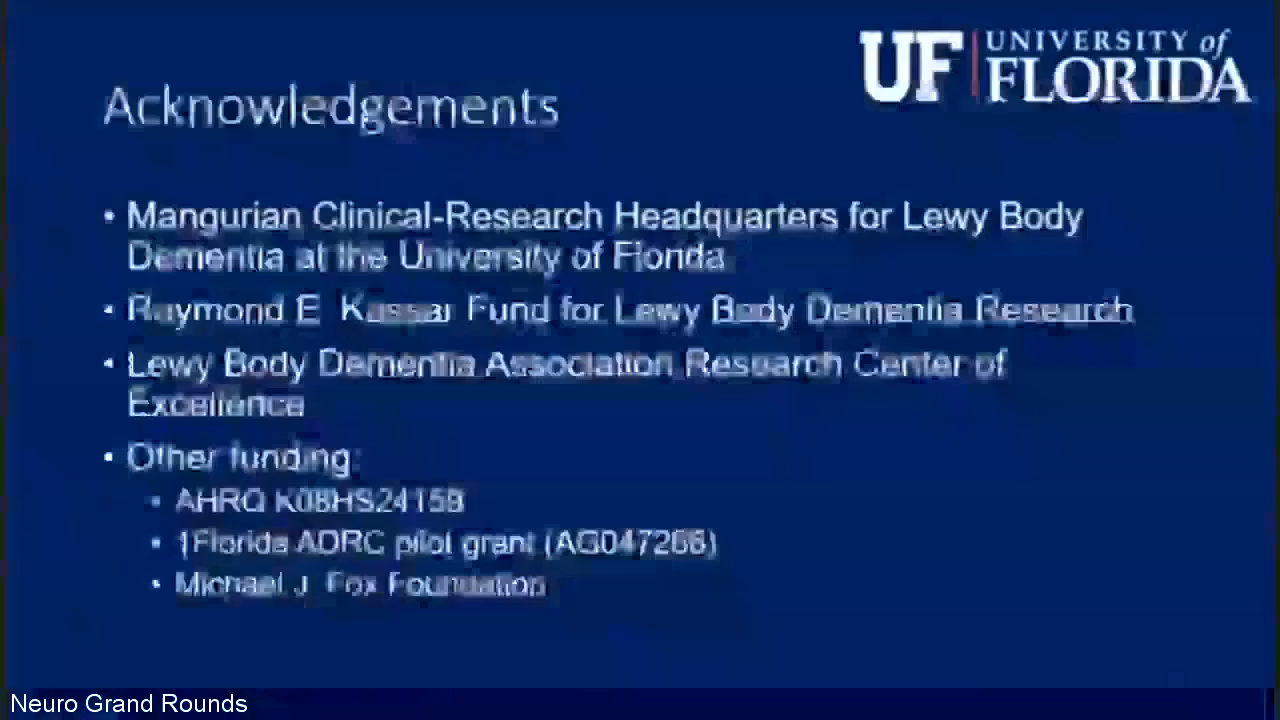 UF UNIVERSITY of
FLORIDA
Acknowledgements
• Mangurian Clinical-Research Headquarters for Lewy Body
Dementia at the University of Florida
• Raymond E. Kassar Fund for Lewy Body Dementia Research
• Lewy Body Dementia Association Research Center of
Excellence
• Other funding:
• AHRQ K08HS24159
• 1Florida ADRC pilot grant (AG047266)
• Michael J. Fox Foundation
Neuro Grand Rounds